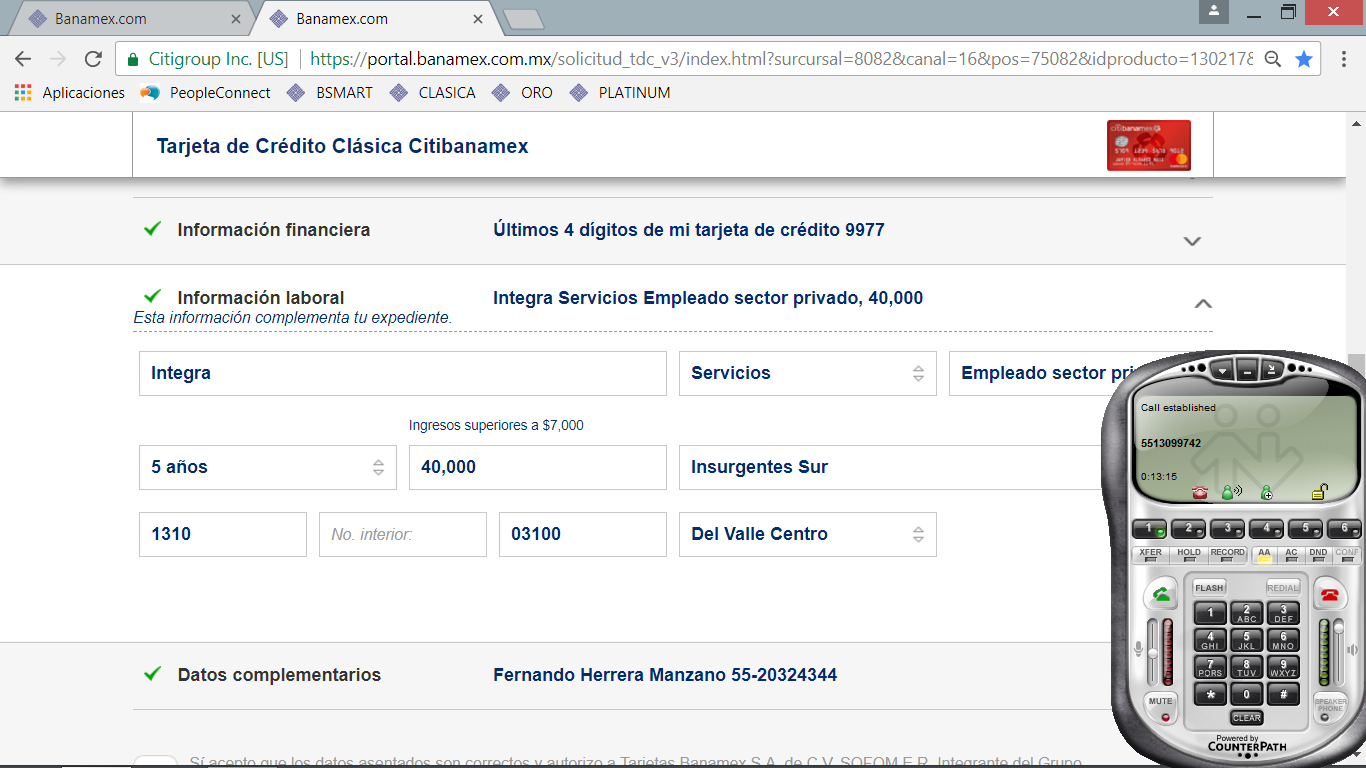 Banamex.com
Banamex.com
Citigroup Inc. [US] https://portal.banamex.com.mx/solicitud_tdc_v3/index.html?sursursal=8082&canal=16&pos=75082&idproducto=1302178
Aplicaciones PeopleConnect BSMART CLASICA ORO PLATINUM
Tarjeta de Crédito Clásica Citibanamex
citibanamex
Información financiera Últimos 4 dígitos de mi tarjeta de crédito 9977
Información laboral Integra Servicios Empleado sector privado, 40,000
Esta información complementa tu expediente.
Integra Servicios Empleado sector pri
Ingresos superiores a $7,000
5 años 40,000 Insurgentes Sur
1310 No. interior: 03100 Del Valle Centro
Datos complementarios Fernando Herrera Manzano 55-20324344
Sí acepto que los datos asentados son correctos y autorizo a Tarjetas Banamex S.A. de C.V. SOFOM E.R. Integrante del Grupo
Call established
5513099742
0:13:15
1 2 3 4 5 6
XFER HOLD RECORD AA AC DND CONF
FLASH REDIAL
1 2 ABC 3 DEF
4 GHI 5 JKL 6 MNO
7 PQRS 8 TUV 9 WXYZ
* 0 #
MUTE CLEAR SPEAKER PHONE
Powered by
COUNTERPATH